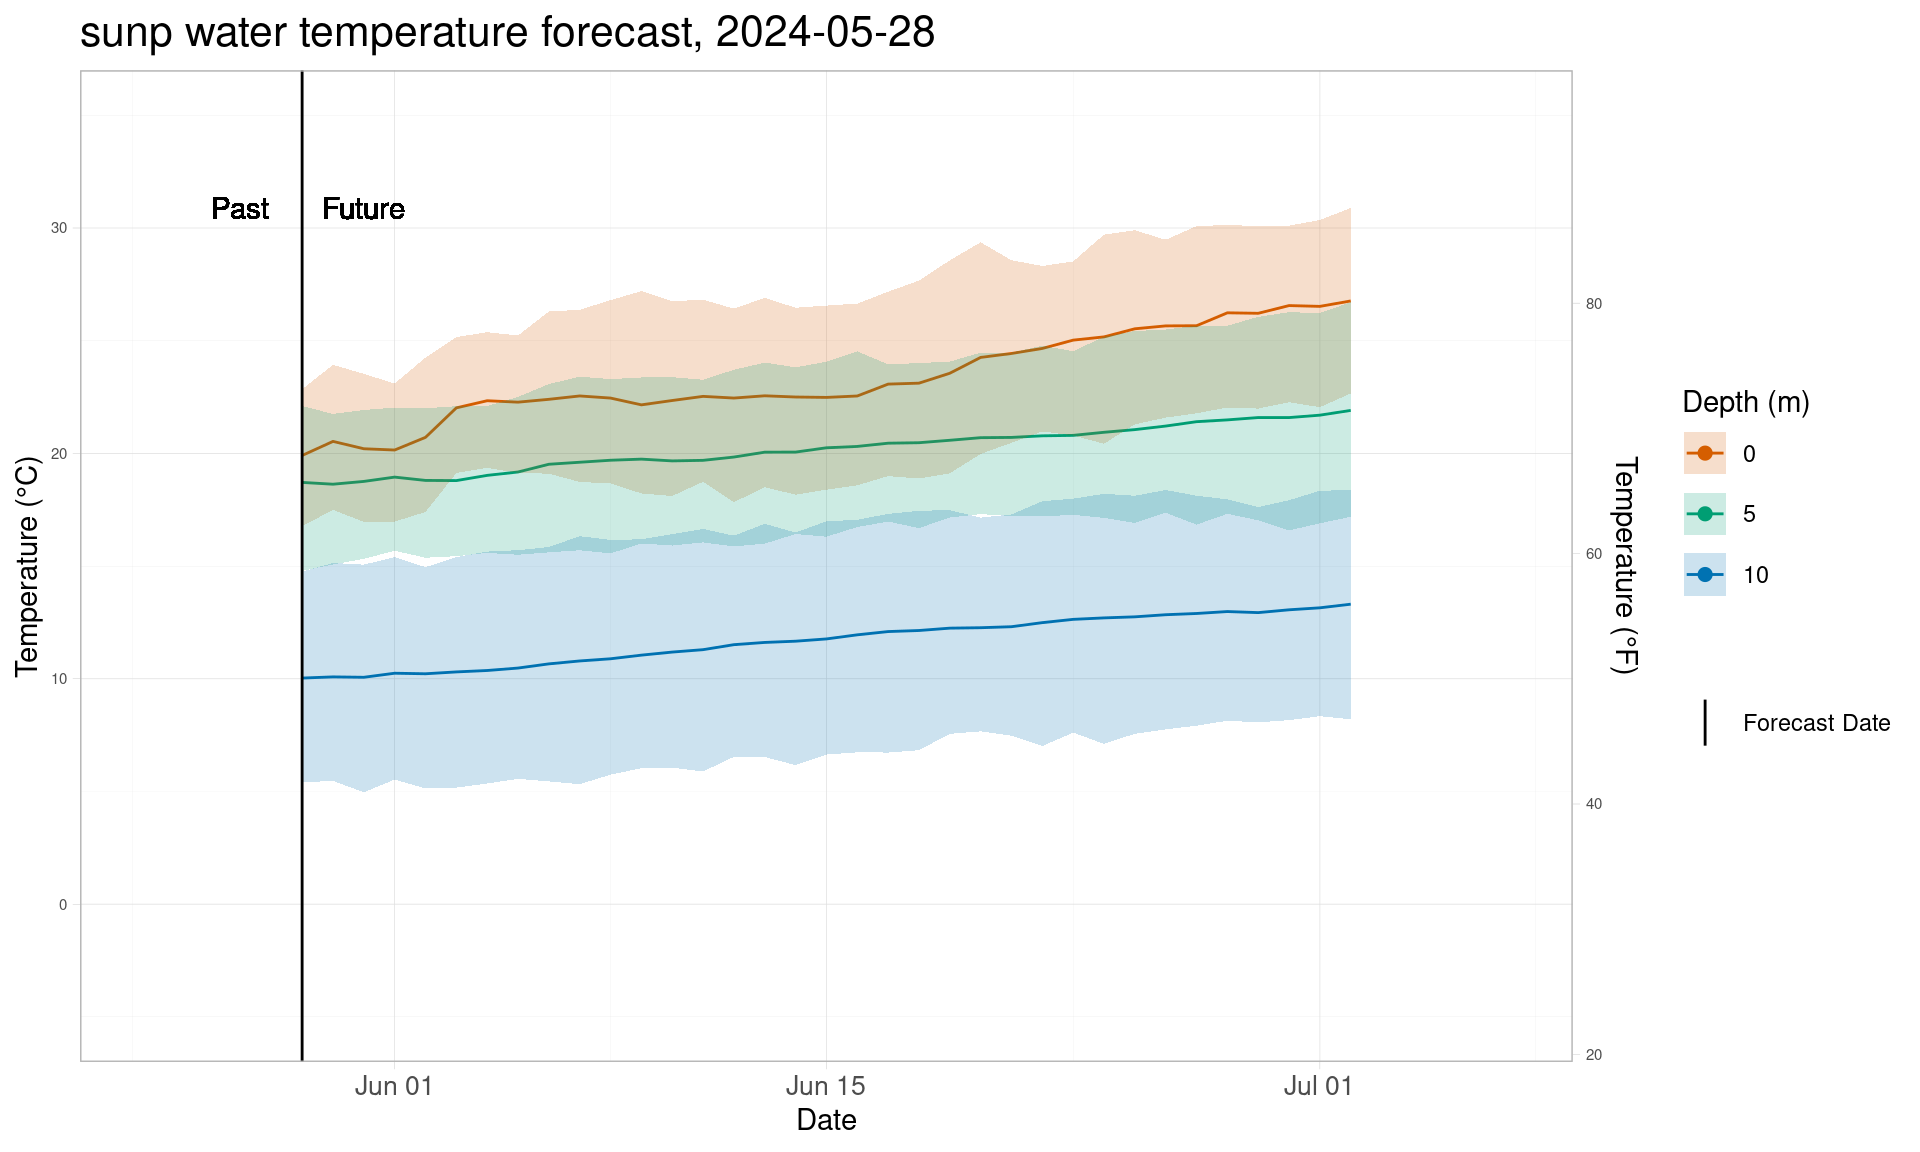 sunp water temperature forecast, 2024-05-28
Past
Future
30
20
10
0
Temperature (°C)
80
60
40
20
Temperature (°F)
Jun 01
Jun 15
Jul 01
Date
Depth (m)
0
5
10
Forecast Date